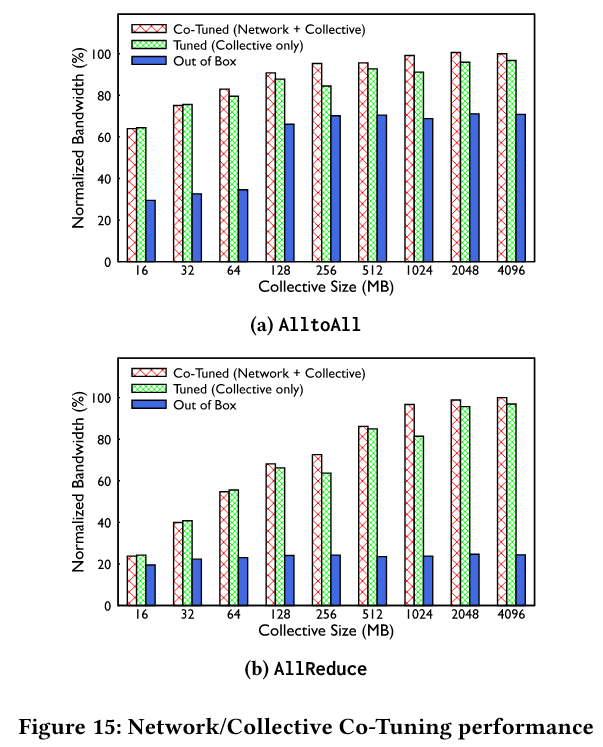 Co-Tuned (Network + Collective)
Tuned (Collective only)
Out of Box
Normalized Bandwidth (%)
100
80
60
40
20
0
16 32 64 128 256 512 1024 2048 4096
Collective Size (MB)
(a) AlltoAll
Co-Tuned (Network + Collective)
Tuned (Collective only)
Out of Box
Normalized Bandwidth (%)
100
80
60
40
20
0
16 32 64 128 256 512 1024 2048 4096
Collective Size (MB)
(b) AllReduce
Figure 15: Network/Collective Co-Tuning performance